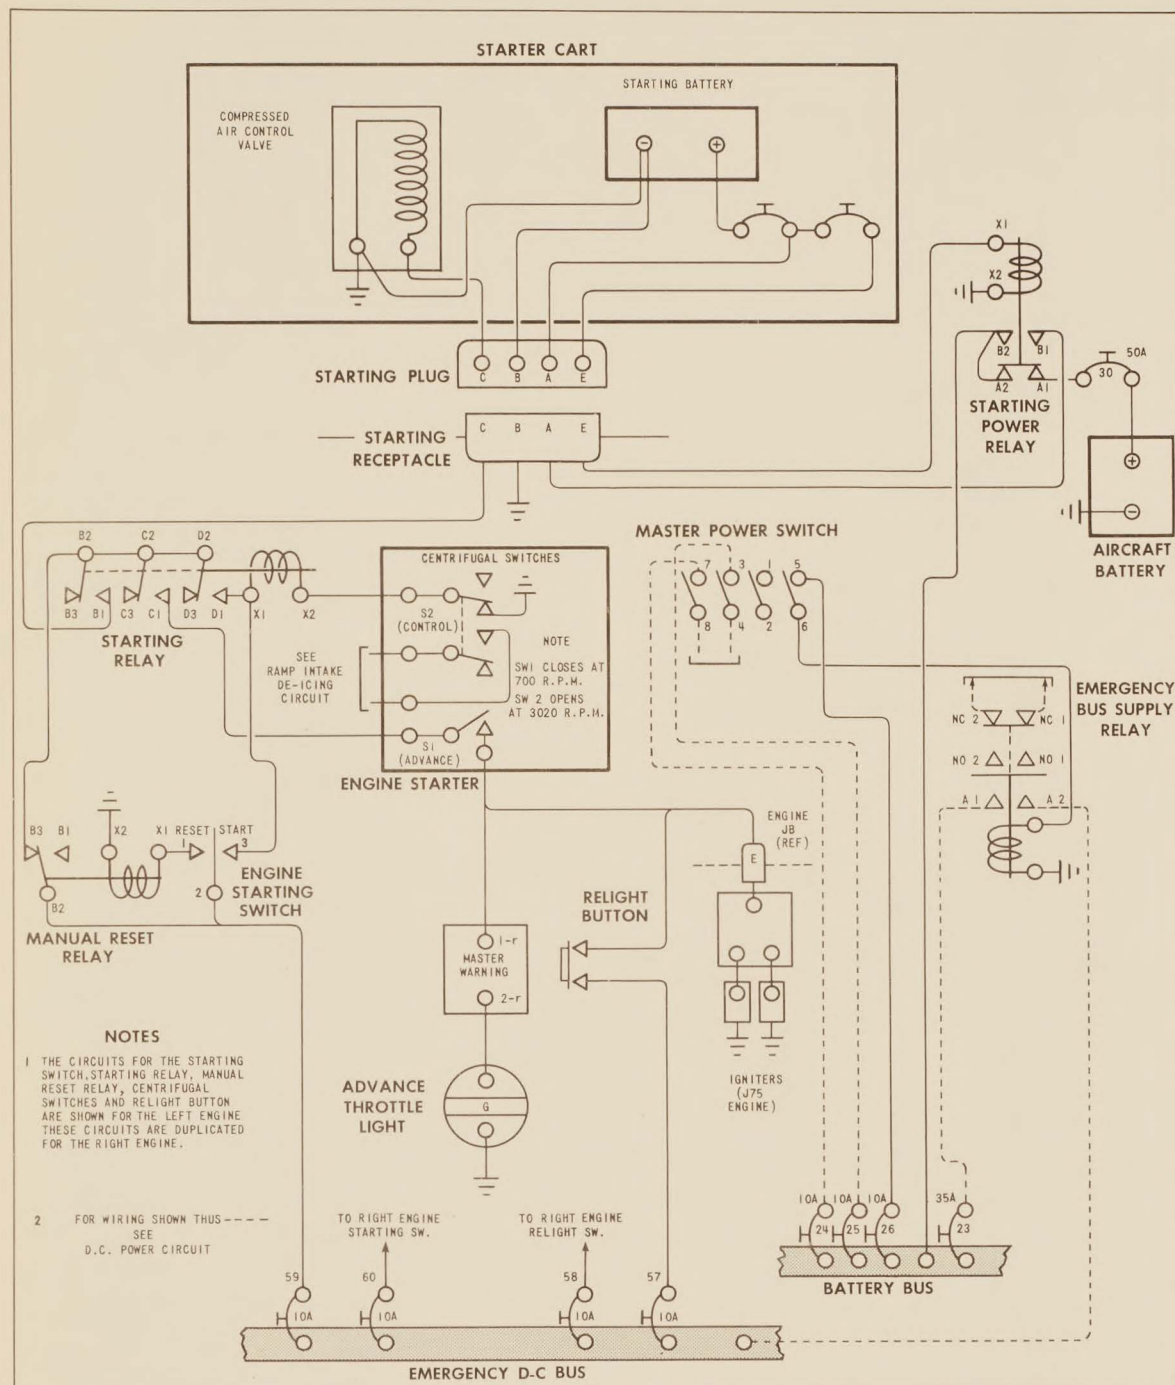 STARTER CART
STARTING BATTERY
COMPRESSED
AIR CONTROL
VALVE
− +
X1
X2
B2 B1
A2 A1
50A
30
STARTING
POWER
RELAY
STARTING PLUG
C B A E
STARTING
RECEPTACLE
C B A E
+
−
AIRCRAFT
BATTERY
MASTER POWER SWITCH
7 3 1 5
8 4 2 6
B2 C2 D2
B3 B1 C3 C1 D3 D1 X1 X2
STARTING
RELAY
CENTRIFUGAL SWITCHES
S2
(CONTROL)
NOTE
SW1 CLOSES AT
700 R.P.M.
SW 2 OPENS
AT 3020 R.P.M.
S1
(ADVANCE)
ENGINE STARTER
SEE
RAMP INTAKE
DE-ICING
CIRCUIT
EMERGENCY
BUS SUPPLY
RELAY
NC 2 NC 1
NO 2 NO 1
A 1 A 2
B3 B1 X2 X1 RESET START
1 3
2
B2
ENGINE
STARTING
SWITCH
MANUAL RESET
RELAY
ENGINE
JB
(REF)
E
RELIGHT
BUTTON
1-r
MASTER
WARNING
2-r
IGNITERS
(J75
ENGINE)
ADVANCE
THROTTLE
LIGHT
G
NOTES
1 THE CIRCUITS FOR THE STARTING
SWITCH, STARTING RELAY, MANUAL
RESET RELAY, CENTRIFUGAL
SWITCHES AND RELIGHT BUTTON
ARE SHOWN FOR THE LEFT ENGINE
THESE CIRCUITS ARE DUPLICATED
FOR THE RIGHT ENGINE.
2 FOR WIRING SHOWN THUS ----
SEE
D.C. POWER CIRCUIT
TO RIGHT ENGINE
STARTING SW.
TO RIGHT ENGINE
RELIGHT SW.
10A 10A 10A 35A
24 25 26 23
BATTERY BUS
59 60 58 57
10A 10A 10A 10A
EMERGENCY D-C BUS